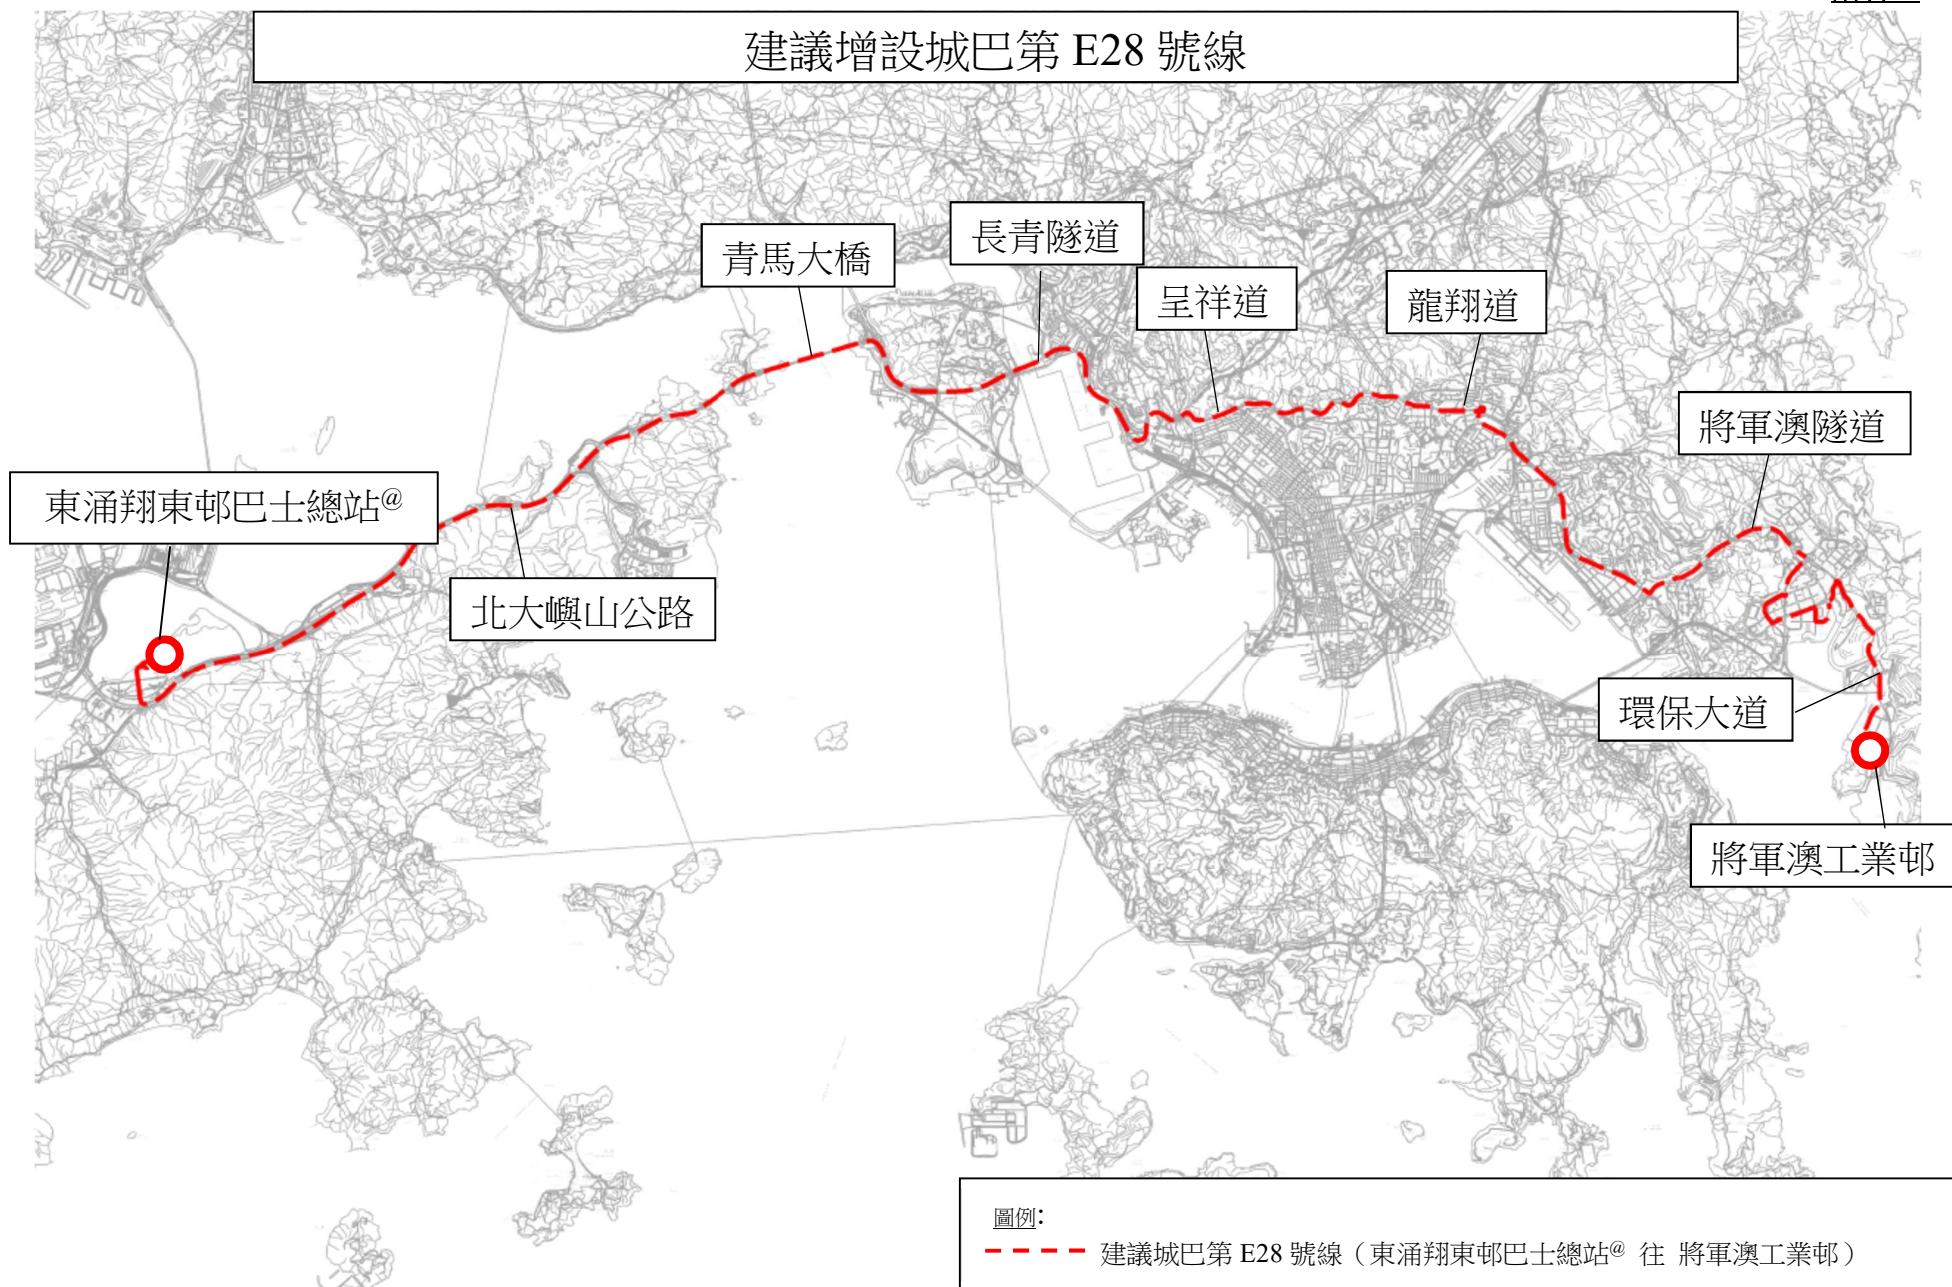 建議增設城巴第 E28 號線
長青隧道
青馬大橋
呈祥道
龍翔道
將軍澳隧道
東涌翔東邨巴士總站@
北大嶼山公路
環保大道
將軍澳工業邨
圖例:
建議城巴第 E28 號線（東涌翔東邨巴士總站@ 往 將軍澳工業邨）